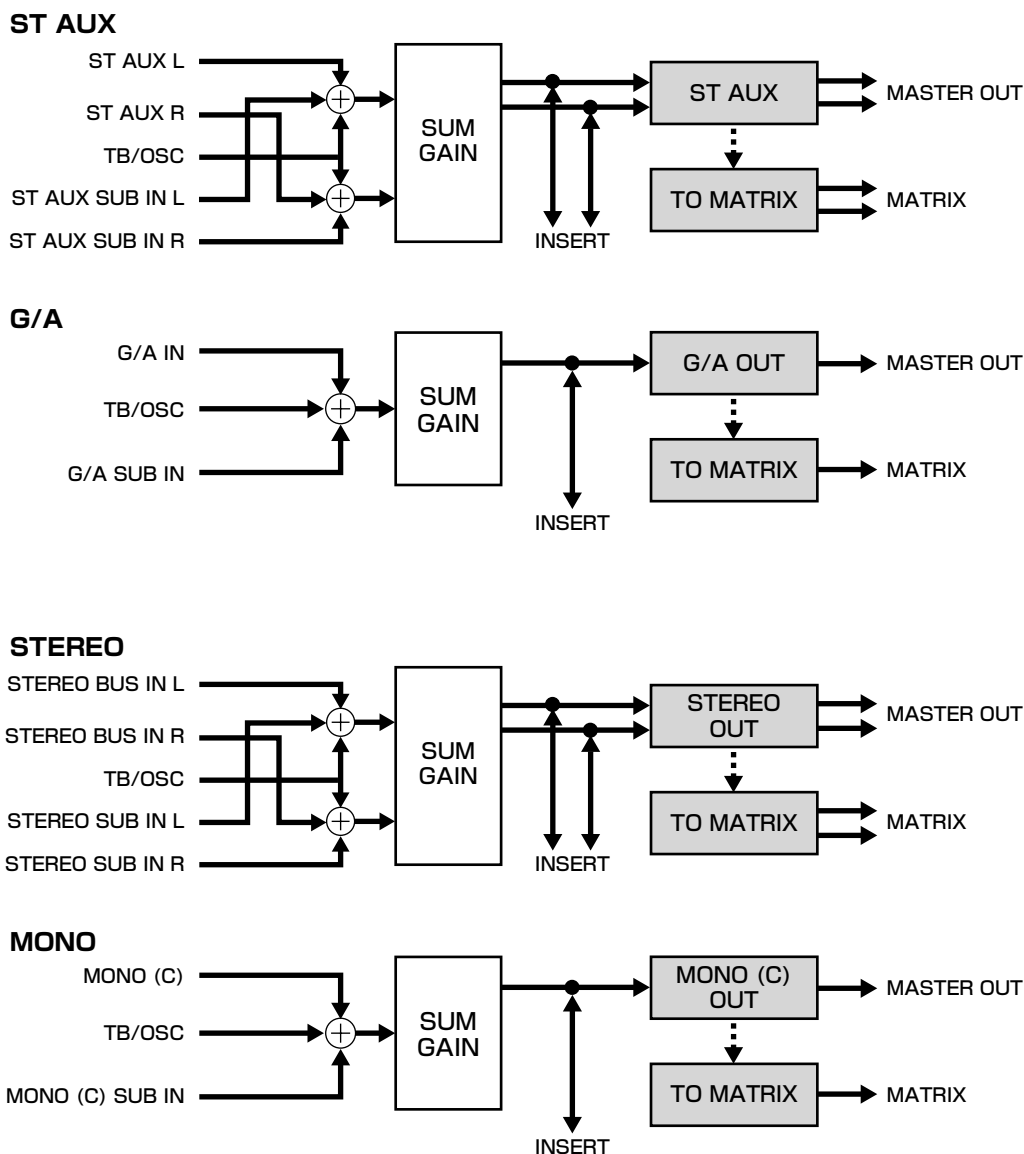 ST AUX
ST AUX L
ST AUX R
TB/OSC
ST AUX SUB IN L
ST AUX SUB IN R
SUM
GAIN
INSERT
ST AUX
MASTER OUT
TO MATRIX
MATRIX
G/A
G/A IN
TB/OSC
G/A SUB IN
SUM
GAIN
INSERT
G/A OUT
MASTER OUT
TO MATRIX
MATRIX
STEREO
STEREO BUS IN L
STEREO BUS IN R
TB/OSC
STEREO SUB IN L
STEREO SUB IN R
SUM
GAIN
INSERT
STEREO
OUT
MASTER OUT
TO MATRIX
MATRIX
MONO
MONO (C)
TB/OSC
MONO (C) SUB IN
SUM
GAIN
INSERT
MONO (C)
OUT
MASTER OUT
TO MATRIX
MATRIX